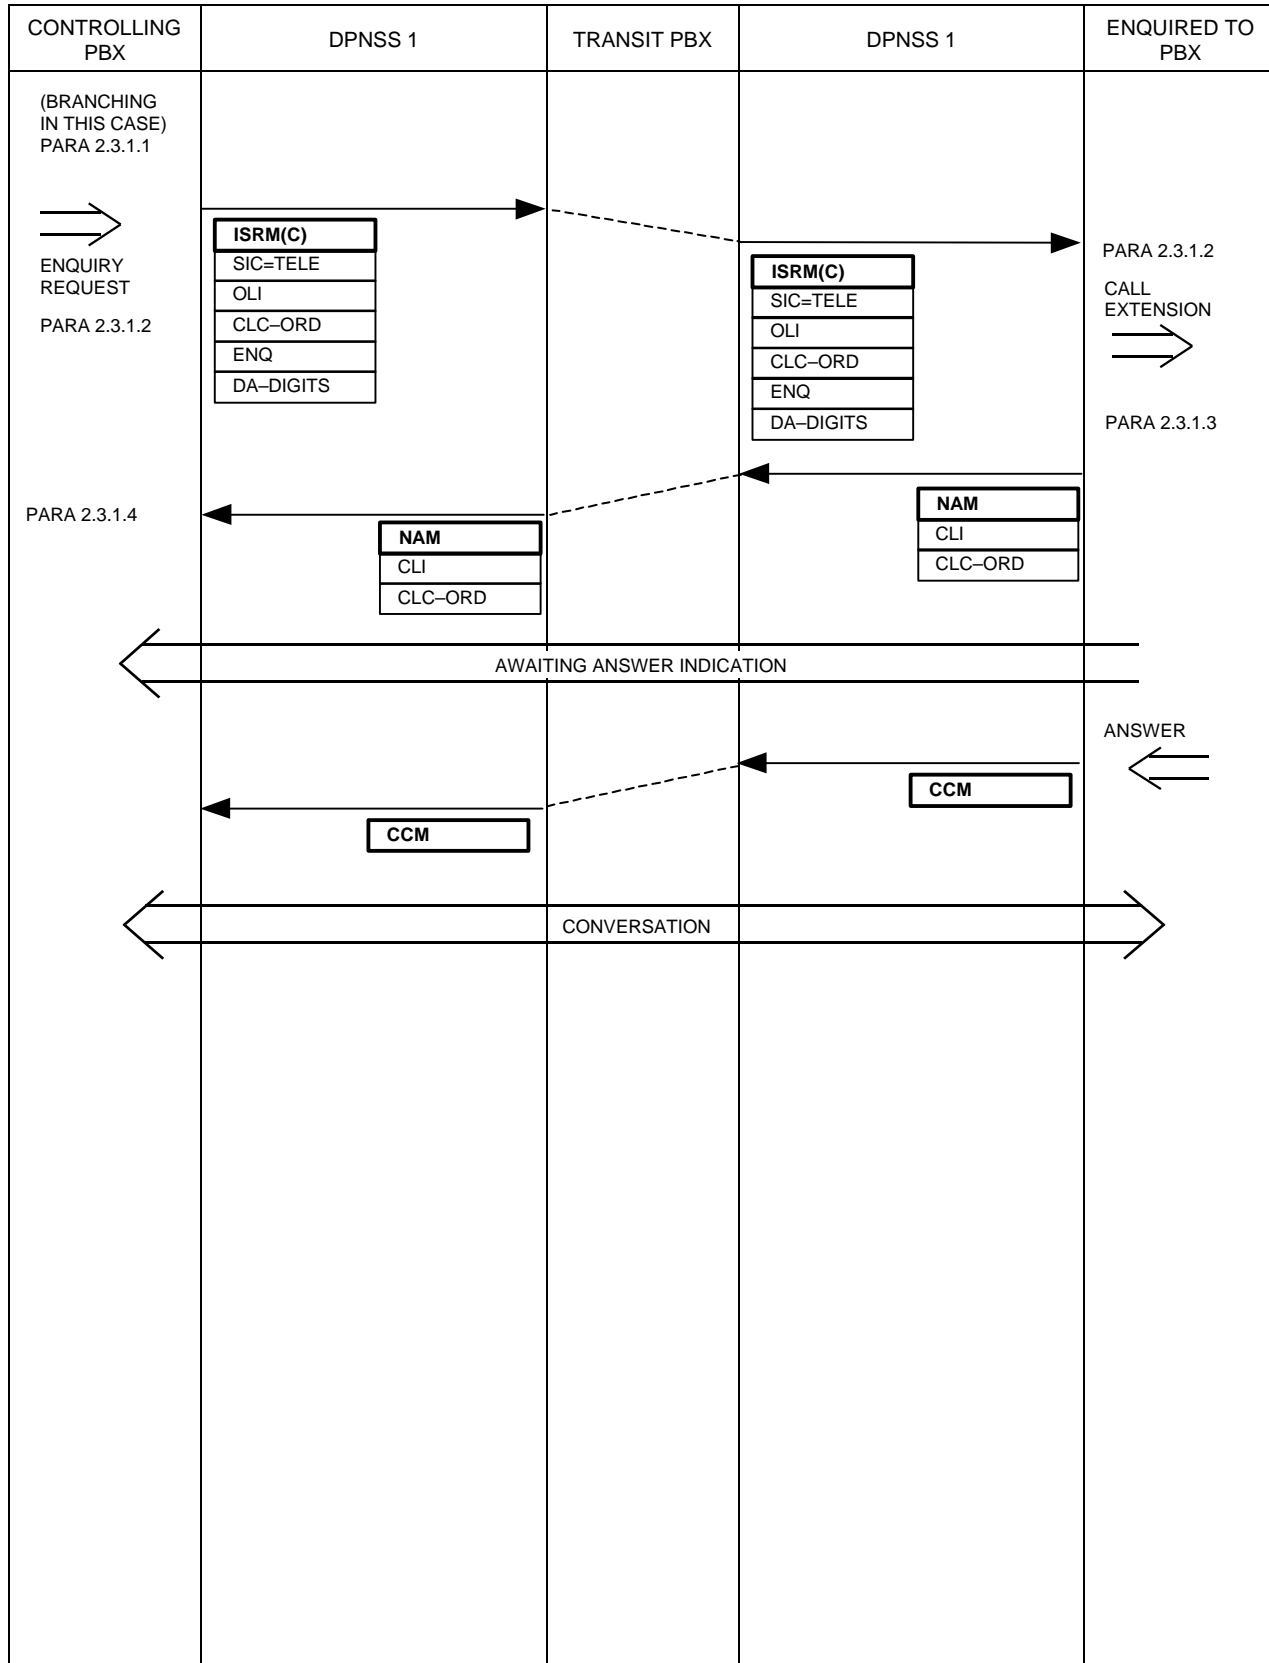 CONTROLLING
PBX
DPNSS 1
TRANSIT PBX
DPNSS 1
ENQUIRED TO
PBX
(BRANCHING
IN THIS CASE)
PARA 2.3.1.1
ENQUIRY
REQUEST
PARA 2.3.1.2
ISRM(C)
SIC=TELE
OLI
CLC–ORD
ENQ
DA–DIGITS
ISRM(C)
SIC=TELE
OLI
CLC–ORD
ENQ
DA–DIGITS
PARA 2.3.1.2
CALL
EXTENSION
PARA 2.3.1.3
NAM
CLI
CLC–ORD
PARA 2.3.1.4
NAM
CLI
CLC–ORD
AWAITING ANSWER INDICATION
ANSWER
CCM
CCM
CONVERSATION